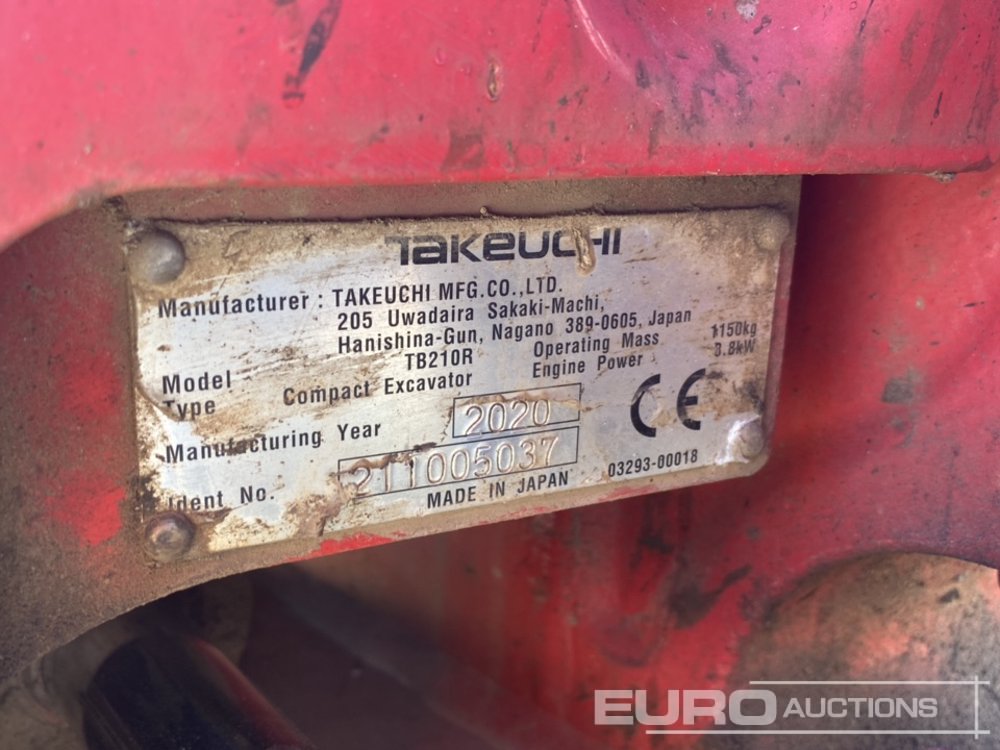 TAKEUCHI
Manufacturer : TAKEUCHI MFG.CO.,LTD.
205 Uwadaira Sakaki-Machi,
Hanishina-Gun, Nagano 389-0605, Japan
Model TB210R Operating Mass 1150kg
Type Compact Excavator Engine Power 8.8kW
Manufacturing Year 2020
Ident No. 211005037
MADE IN JAPAN 03293-00018
CE
EURO AUCTIONS